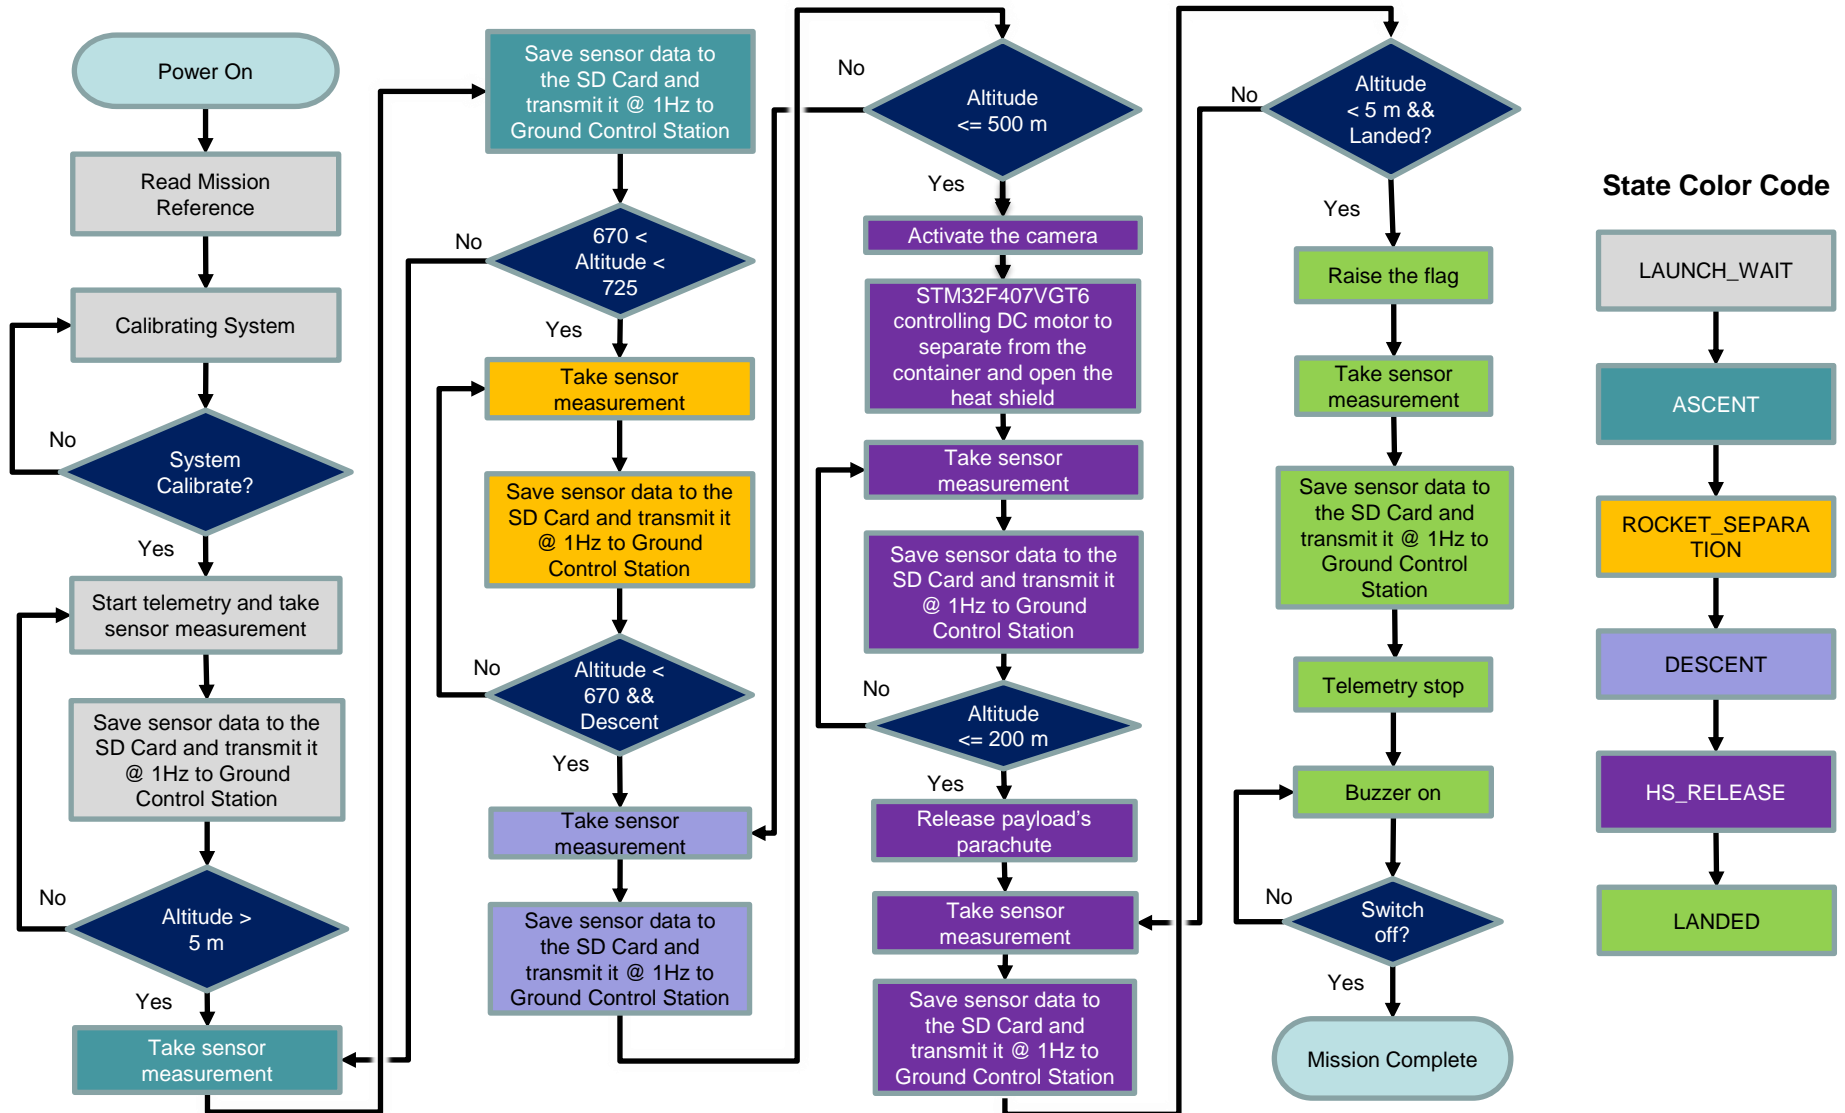 Power On
Read Mission
Reference
Calibrating System
No
System
Calibrate?
Yes
Start telemetry and take
sensor measurement
Save sensor data to the
SD Card and transmit it
@ 1Hz to Ground
Control Station
No
Altitude >
5 m
Yes
Take sensor
measurement
Save sensor data to
the SD Card and
transmit it @ 1Hz to
Ground Control Station
No
670 <
Altitude <
725
Yes
Take sensor
measurement
Save sensor data to the
SD Card and transmit it
@ 1Hz to Ground
Control Station
No
Altitude <
670 &&
Descent
Yes
Take sensor
measurement
Save sensor data to
the SD Card and
transmit it @ 1Hz to
Ground Control Station
No
Altitude
<= 500 m
Yes
Activate the camera
STM32F407VGT6
controlling DC motor to
separate from the
container and open the
heat shield
Take sensor
measurement
Save sensor data to the
SD Card and transmit it
@ 1Hz to Ground
Control Station
No
Altitude
<= 200 m
Yes
Release payload's
parachute
Take sensor
measurement
Save sensor data to
the SD Card and
transmit it @ 1Hz to
Ground Control Station
No
Altitude
< 5 m &&
Landed?
Yes
Raise the flag
Take sensor
measurement
Save sensor data to
the SD Card and
transmit it @ 1Hz to
Ground Control
Station
Telemetry stop
Buzzer on
No
Switch
off?
Yes
Mission Complete
State Color Code
LAUNCH_WAIT
ASCENT
ROCKET_SEPARA
TION
DESCENT
HS_RELEASE
LANDED